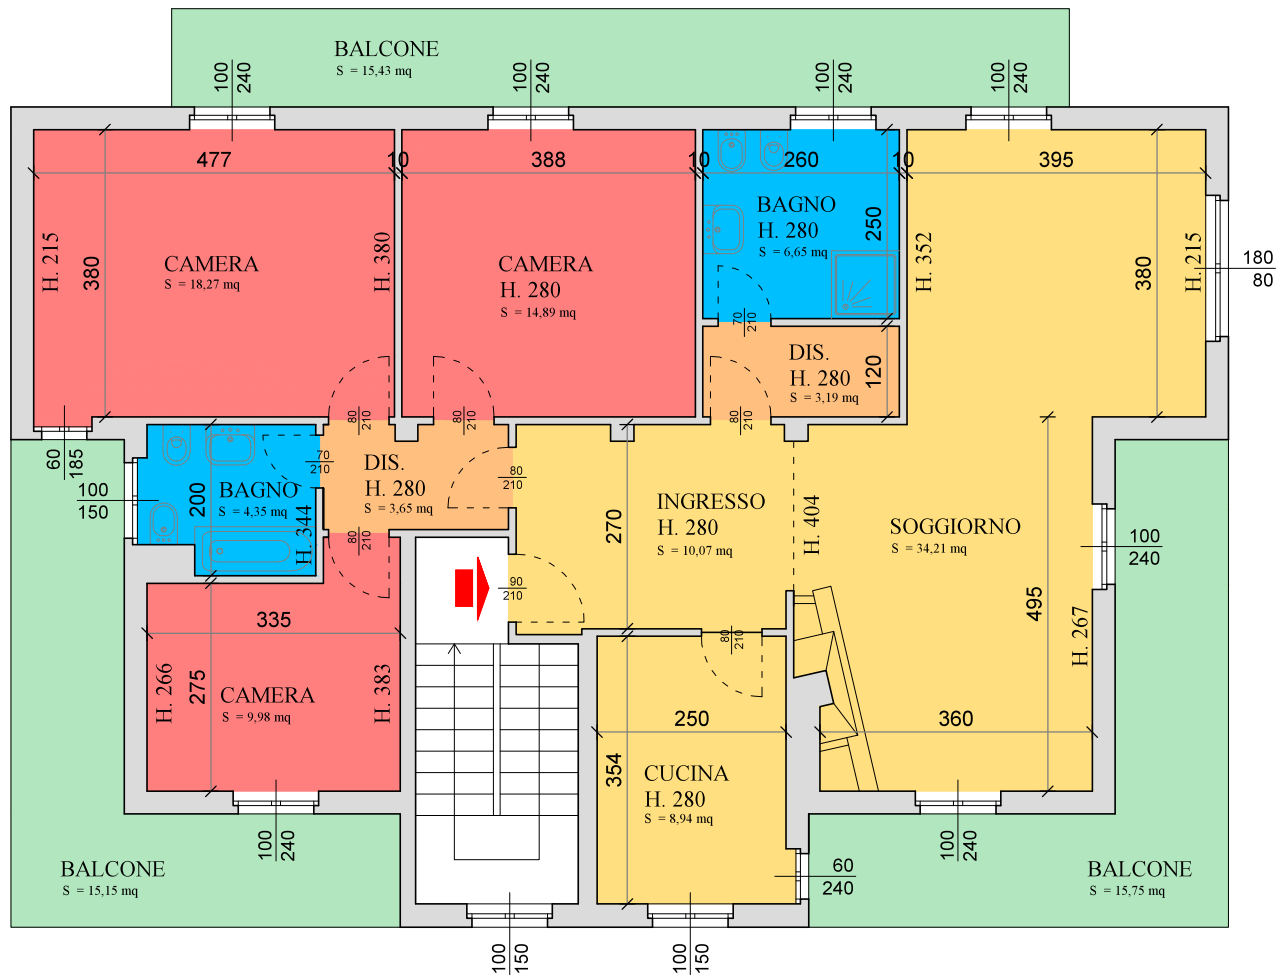 BALCONE
S = 15,43 mq
100
240
100
240
100
240
100
240
477
10
388
10
260
10
395
H. 215
380
CAMERA
S = 18,27 mq
H. 380
CAMERA
H. 280
S = 14,89 mq
BAGNO
H. 280
S = 6,65 mq
250
H. 352
380
H. 215
180
80
70
210
DIS.
H. 280
S = 3,19 mq
120
80
210
80
210
80
210
60
185
100
150
200
BAGNO
S = 4,35 mq
H. 344
70
210
DIS.
H. 280
S = 3,65 mq
80
210
80
210
270
INGRESSO
H. 280
S = 10,07 mq
H. 404
SOGGIORNO
S = 34,21 mq
100
240
90
210
335
H. 266
275
CAMERA
S = 9,98 mq
H. 383
80
210
495
H. 267
250
360
354
CUCINA
H. 280
S = 8,94 mq
100
240
100
240
60
240
BALCONE
S = 15,15 mq
BALCONE
S = 15,75 mq
100
150
100
150